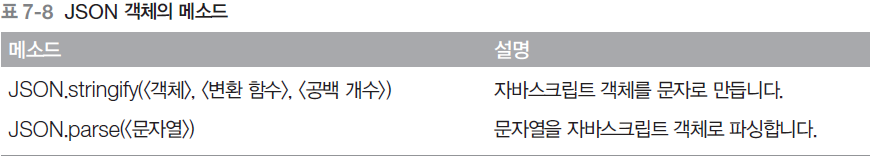 표 7-8 JSON 객체의 메소드
메소드 설명
JSON.stringify(〈객체〉, 〈변환 함수〉, 〈공백 개수〉) 자바스크립트 객체를 문자로 만듭니다.
JSON.parse(〈문자열〉) 문자열을 자바스크립트 객체로 파싱합니다.